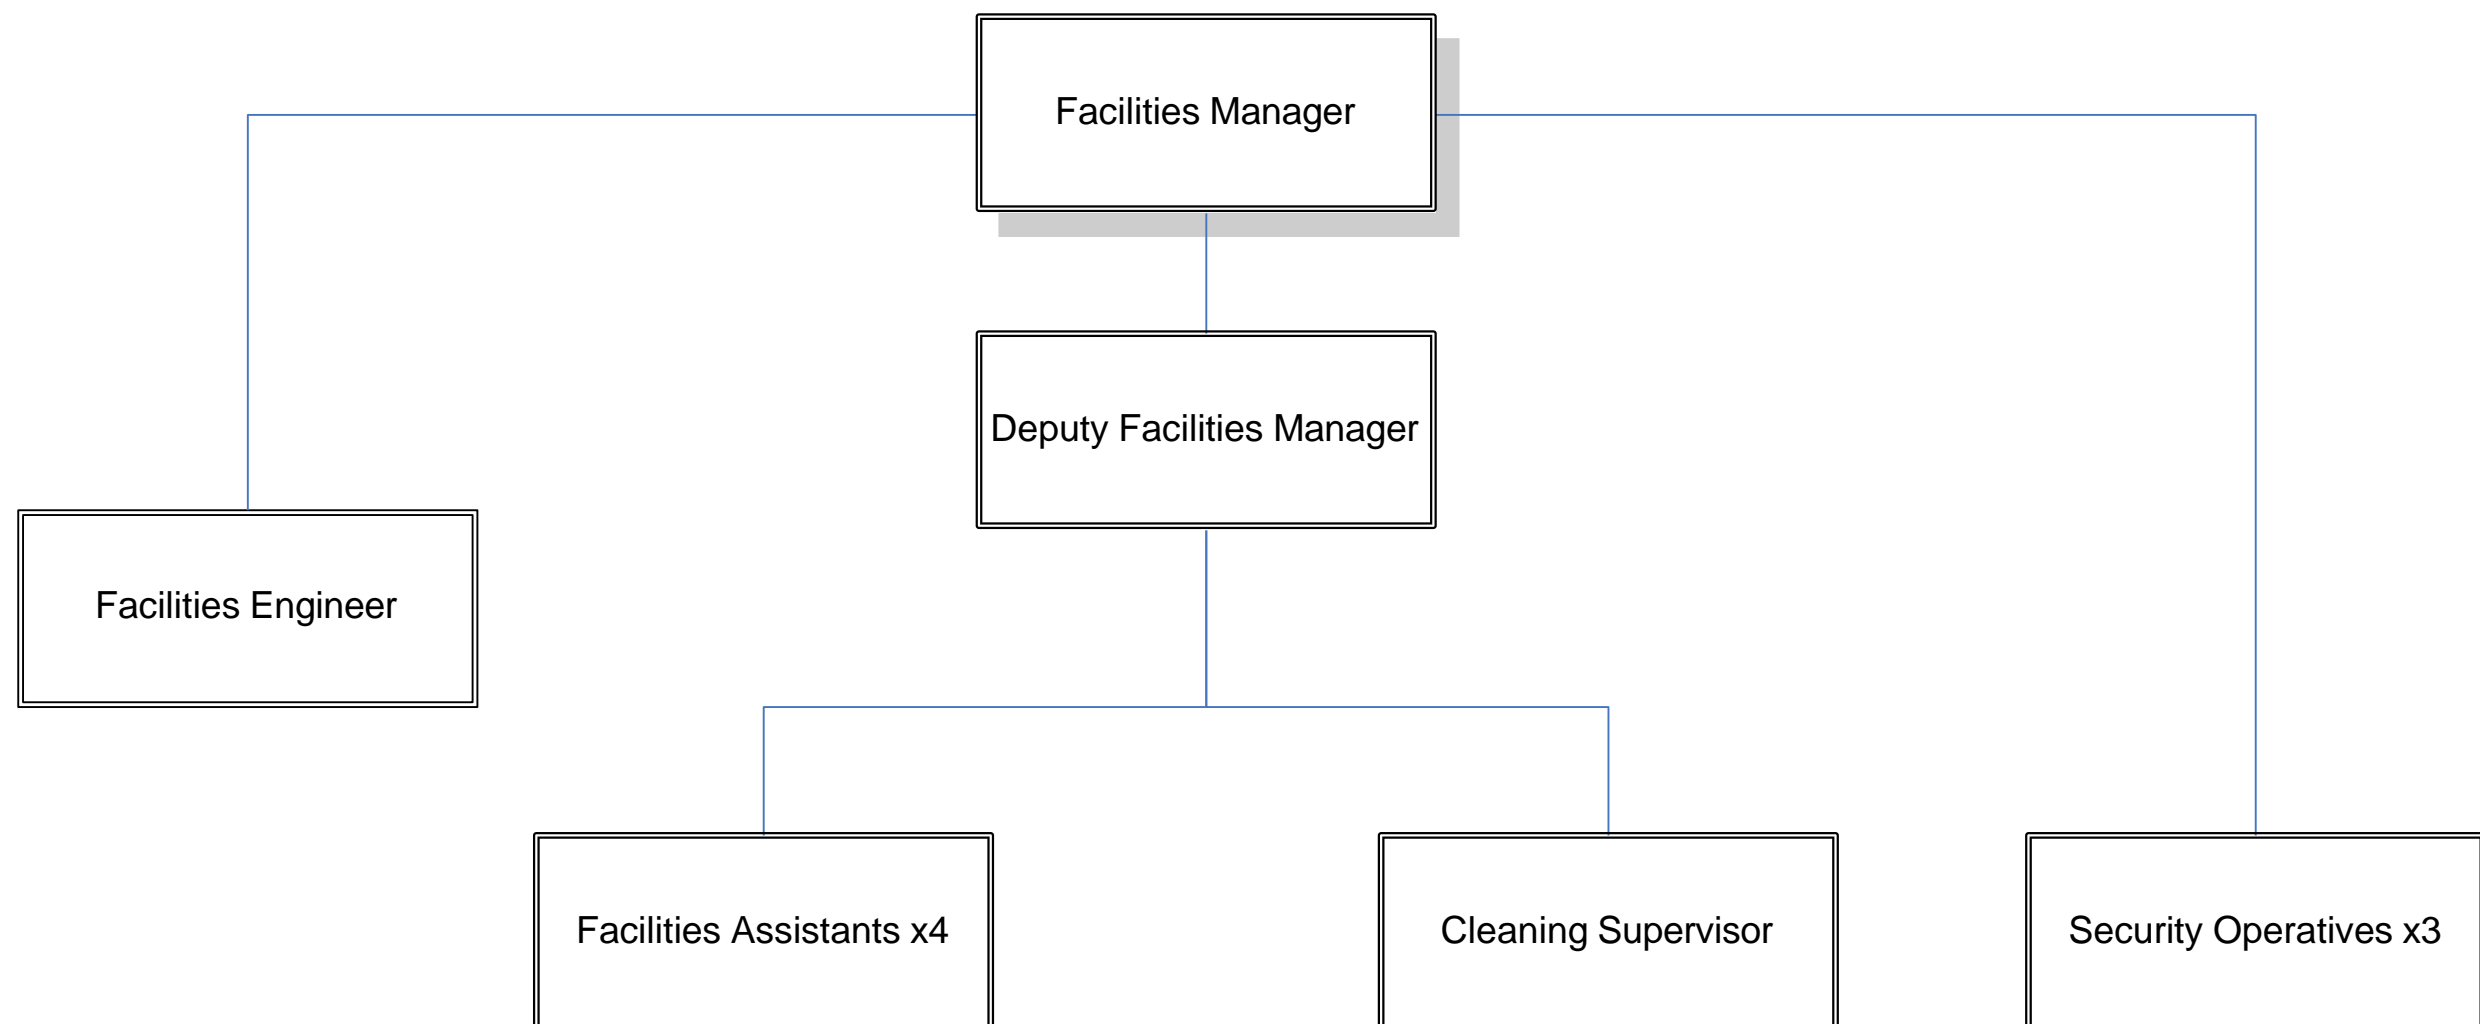 Facilities Manager
Deputy Facilities Manager
Facilities Engineer
Facilities Assistants x4
Cleaning Supervisor
Security Operatives x3